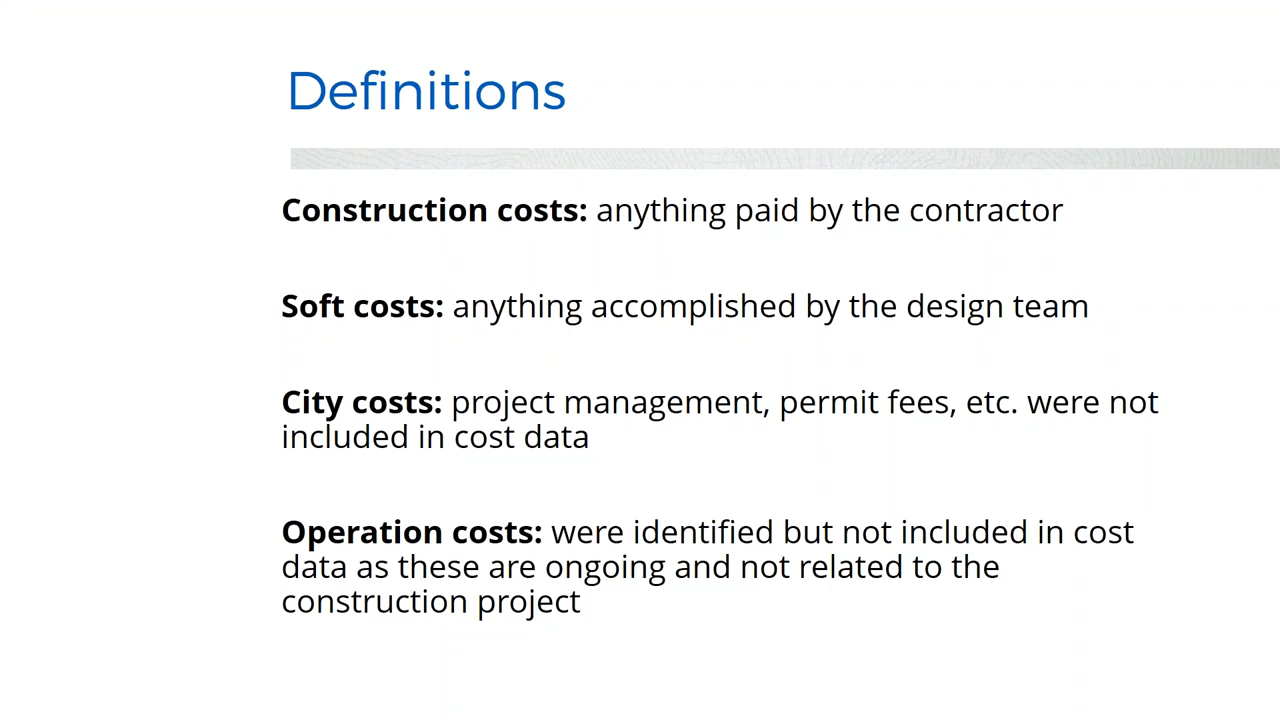 Definitions
Construction costs: anything paid by the contractor
Soft costs: anything accomplished by the design team
City costs: project management, permit fees, etc. were not
included in cost data
Operation costs: were identified but not included in cost
data as these are ongoing and not related to the
construction project